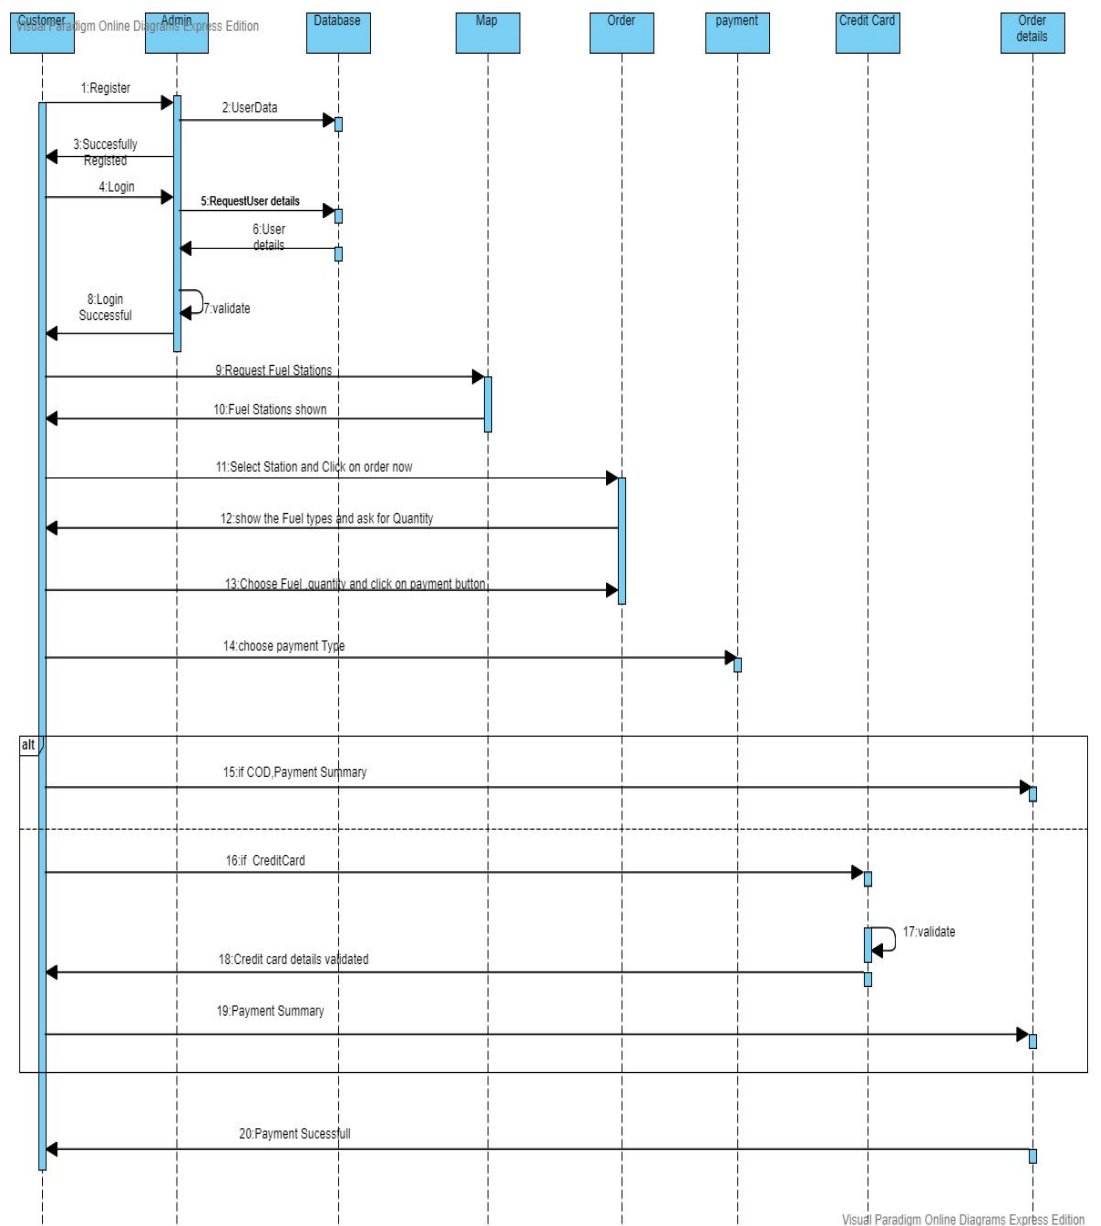 Customer
Admin
Database
Map
Order
payment
Credit Card
Order
details
Visual Paradigm Online Diagrams Express Edition
1:Register
2:UserData
3:Succesfully
Registed
4:Login
5:RequestUser details
6:User
details
7:validate
8:Login
Successful
9:Request Fuel Stations
10:Fuel Stations shown
11:Select Station and Click on order now
12:show the Fuel types and ask for Quantity
13:Choose Fuel ,quantity and click on payment button
14:choose payment Type
alt
15:if COD,Payment Summary
16:if CreditCard
17:validate
18:Credit card details validated
19:Payment Summary
20:Payment Sucessfull
Visual Paradigm Online Diagrams Express Edition